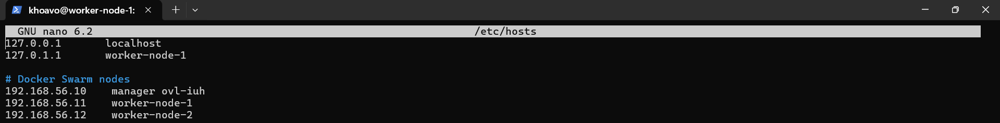 khoavo@worker-node-1:
GNU nano 6.2 /etc/hosts
127.0.0.1 localhost
127.0.1.1 worker-node-1
# Docker Swarm nodes
192.168.56.10 manager ovl-iuh
192.168.56.11 worker-node-1
192.168.56.12 worker-node-2